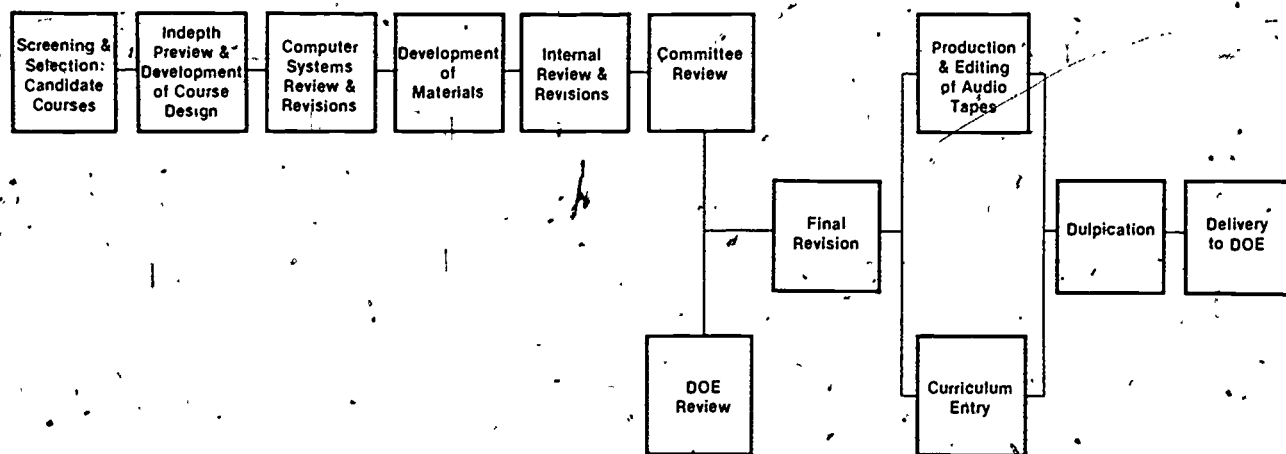 Screening &
Selection:
Candidate
Courses
Indepth
Preview &
Development
of Course
Design
Computer
Systems
Review &
Revisions
Development
of
Materials
Internal
Review &
Revisions
Committee
Review
Production
& Editing
of Audio
Tapes
Final
Revision
Dulpication
Delivery
to DOE
DOE
Review
Curriculum
Entry